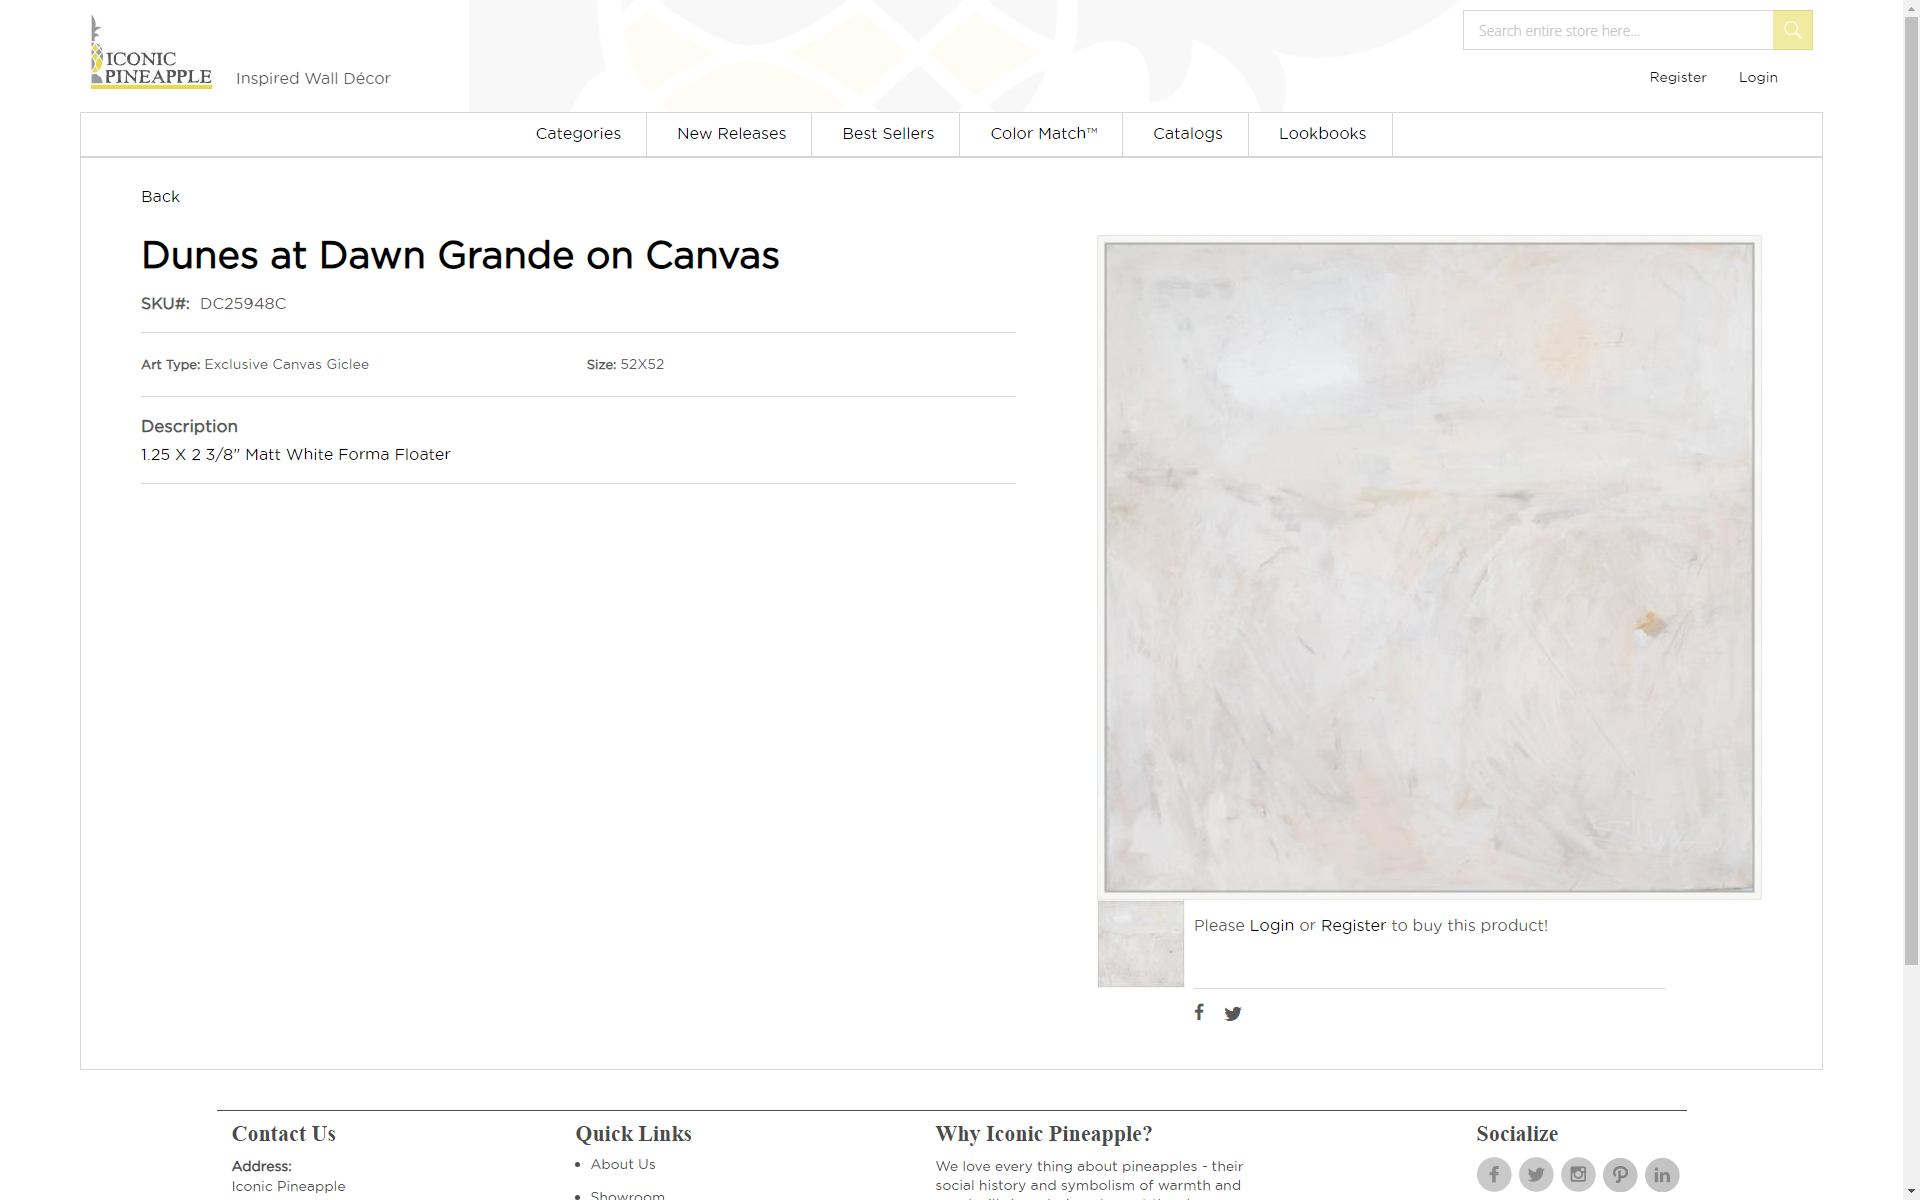 ICONIC
PINEAPPLE
Inspired Wall Décor
Search entire store here...
Register
Login
Categories
New Releases
Best Sellers
Color Match™
Catalogs
Lookbooks
Back
Dunes at Dawn Grande on Canvas
SKU#: DC25948C
Art Type: Exclusive Canvas Giclee
Size: 52X52
Description
1.25 X 2 3/8" Matt White Forma Floater
Please Login or Register to buy this product!
Contact Us
Address:
Iconic Pineapple
Quick Links
About Us
Showroom
Why Iconic Pineapple?
We love every thing about pineapples - their
social history and symbolism of warmth and
Socialize